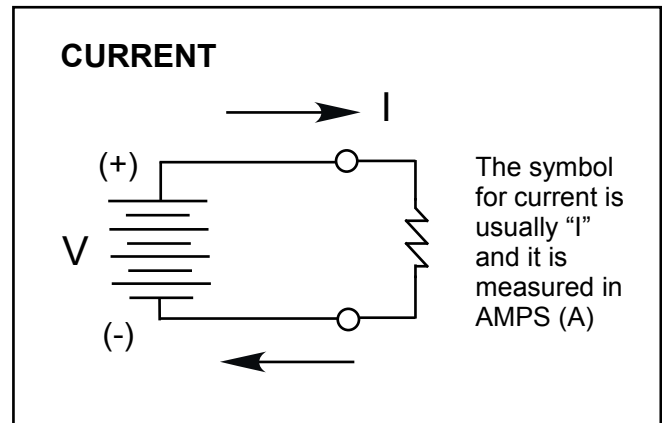 CURRENT
I
(+)
V
(-)
The symbol
for current is
usually “I”
and it is
measured in
AMPS (A)